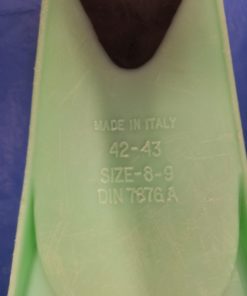 MADE IN ITALY
42-43
SIZE-8-9
DIN 7876 A